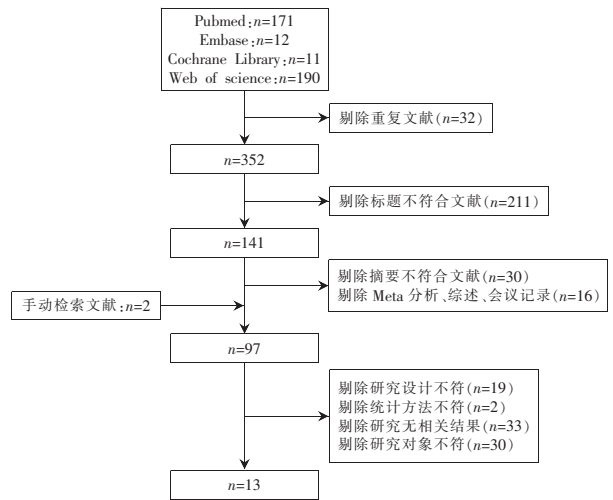 Pubmed:n=171
Embase:n=12
Cochrane Library:n=11
Web of science:n=190
剔除重复文献(n=32)
n=352
剔除标题不符合文献(n=211)
n=141
剔除摘要不符合文献(n=30)
剔除 Meta 分析、综述、会议记录(n=16)
手动检索文献:n=2
n=97
剔除研究设计不符(n=19)
剔除统计方法不符(n=2)
剔除研究无相关结果(n=33)
剔除研究对象不符(n=30)
n=13